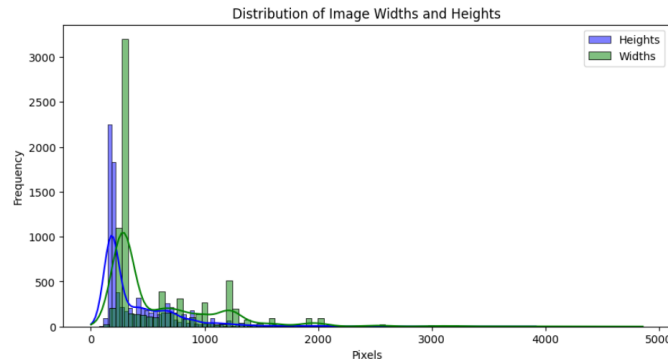 Distribution of Image Widths and Heights
Heights
Widths
3000
2500
2000
1500
1000
500
0
Frequency
0 1000 2000 3000 4000 5000
Pixels